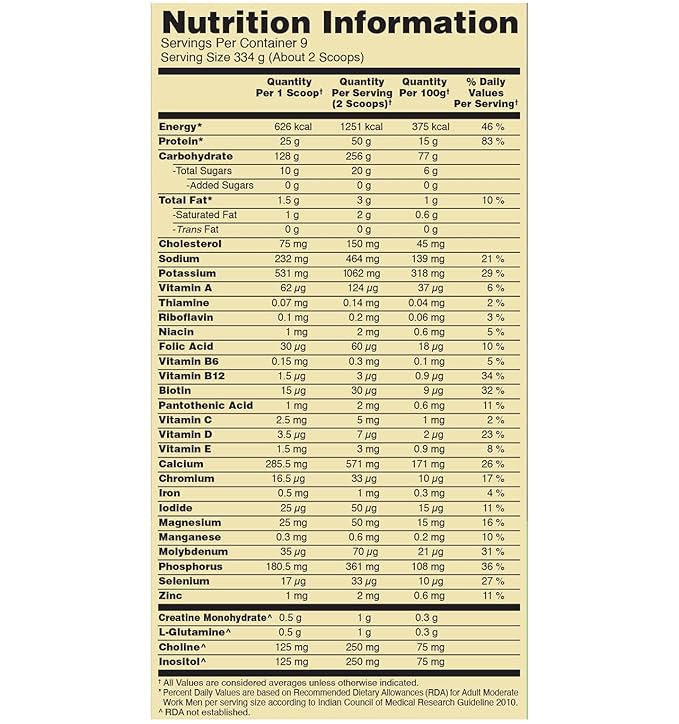 Nutrition Information
Servings Per Container 9
Serving Size 334 g (About 2 Scoops)
Quantity Per 1 Scoop† Quantity Per Serving (2 Scoops)† Quantity Per 100g† % Daily Values Per Serving†
Energy* 626 kcal 1251 kcal 375 kcal 46 %
Protein* 25 g 50 g 15 g 83 %
Carbohydrate 128 g 256 g 77 g
-Total Sugars 10 g 20 g 6 g
-Added Sugars 0 g 0 g 0 g
Total Fat* 1.5 g 3 g 1 g 10 %
-Saturated Fat 1 g 2 g 0.6 g
-Trans Fat 0 g 0 g 0 g
Cholesterol 75 mg 150 mg 45 mg
Sodium 232 mg 464 mg 139 mg 21 %
Potassium 531 mg 1062 mg 318 mg 29 %
Vitamin A 62 µg 124 µg 37 µg 6 %
Thiamine 0.07 mg 0.14 mg 0.04 mg 2 %
Riboflavin 0.1 mg 0.2 mg 0.06 mg 3 %
Niacin 1 mg 2 mg 0.6 mg 5 %
Folic Acid 30 µg 60 µg 18 µg 10 %
Vitamin B6 0.15 mg 0.3 mg 0.1 mg 5 %
Vitamin B12 1.5 µg 3 µg 0.9 µg 34 %
Biotin 15 µg 30 µg 9 µg 32 %
Pantothenic Acid 1 mg 2 mg 0.6 mg 11 %
Vitamin C 2.5 mg 5 mg 1 mg 2 %
Vitamin D 3.5 µg 7 µg 2 µg 23 %
Vitamin E 1.5 mg 3 mg 0.9 mg 8 %
Calcium 285.5 mg 571 mg 171 mg 26 %
Chromium 16.5 µg 33 µg 10 µg 17 %
Iron 0.5 mg 1 mg 0.3 mg 4 %
Iodide 25 µg 50 µg 15 µg 11 %
Magnesium 25 mg 50 mg 15 mg 16 %
Manganese 0.3 mg 0.6 mg 0.2 mg 10 %
Molybdenum 35 µg 70 µg 21 µg 31 %
Phosphorus 180.5 mg 361 mg 108 mg 36 %
Selenium 17 µg 33 µg 10 µg 27 %
Zinc 1 mg 2 mg 0.6 mg 11 %
Creatine Monohydrate^ 0.5 g 1 g 0.3 g
L-Glutamine^ 0.5 g 1 g 0.3 g
Choline^ 125 mg 250 mg 75 mg
Inositol^ 125 mg 250 mg 75 mg
† All Values are considered averages unless otherwise indicated.
* Percent Daily Values are based on Recommended Dietary Allowances (RDA) for Adult Moderate
Work Men per serving size according to Indian Council of Medical Research Guideline 2010.
^ RDA not established.